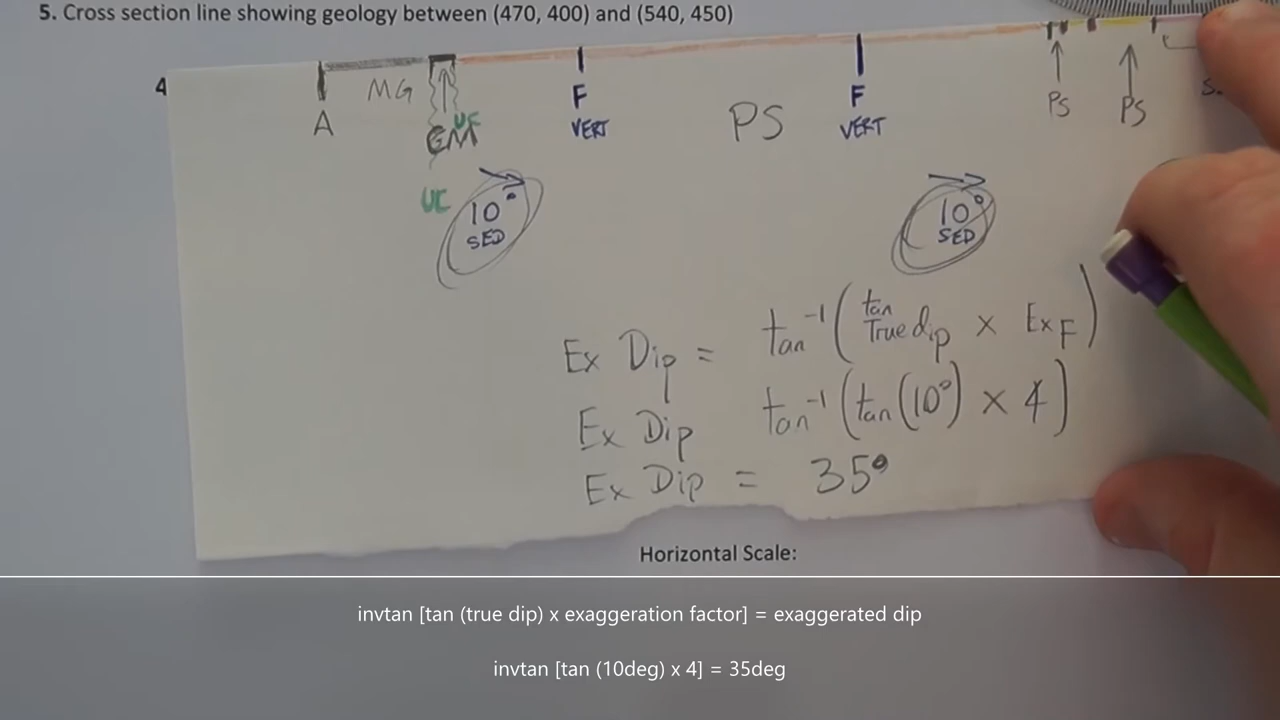 5. Cross section line showing geology between (470, 400) and (540, 450)
4
A
MG
GM
UC
UC
F
VERT
PS
F
VERT
PS
PS
S.
10°
SED
10°
SED
Ex Dip = tan⁻¹ (tan True dip × ExF)
Ex Dip tan⁻¹ (tan (10°) × 4)
Ex Dip = 35°
Horizontal Scale:
invtan [tan (true dip) x exaggeration factor] = exaggerated dip
invtan [tan (10deg) x 4] = 35deg